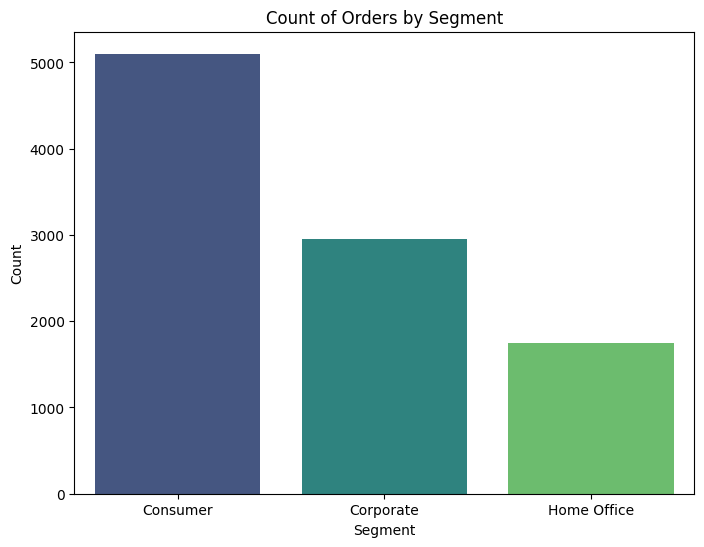 Count of Orders by Segment
5000
4000
3000
2000
1000
0
Count
Consumer
Corporate
Home Office
Segment